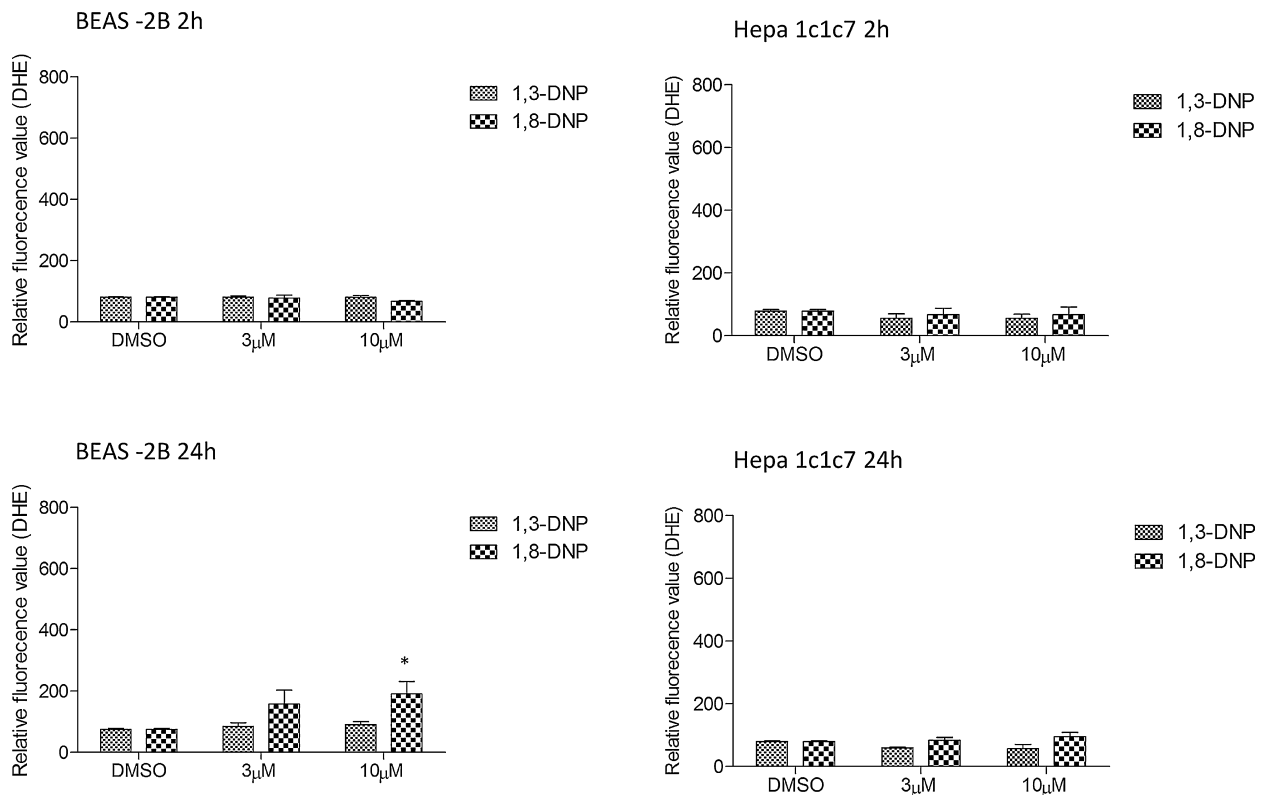 BEAS -2B 2h
Relative fluorecence value (DHE)
800
600
400
200
0
DMSO
3µM
10µM
1,3-DNP
1,8-DNP
Hepa 1c1c7 2h
Relative fluorecence value (DHE)
800
600
400
200
0
DMSO
3µM
10µM
1,3-DNP
1,8-DNP
BEAS -2B 24h
Relative fluorecence value (DHE)
800
600
400
200
0
*
DMSO
3µM
10µM
1,3-DNP
1,8-DNP
Hepa 1c1c7 24h
Relative fluorecence value (DHE)
800
600
400
200
0
DMSO
3µM
10µM
1,3-DNP
1,8-DNP